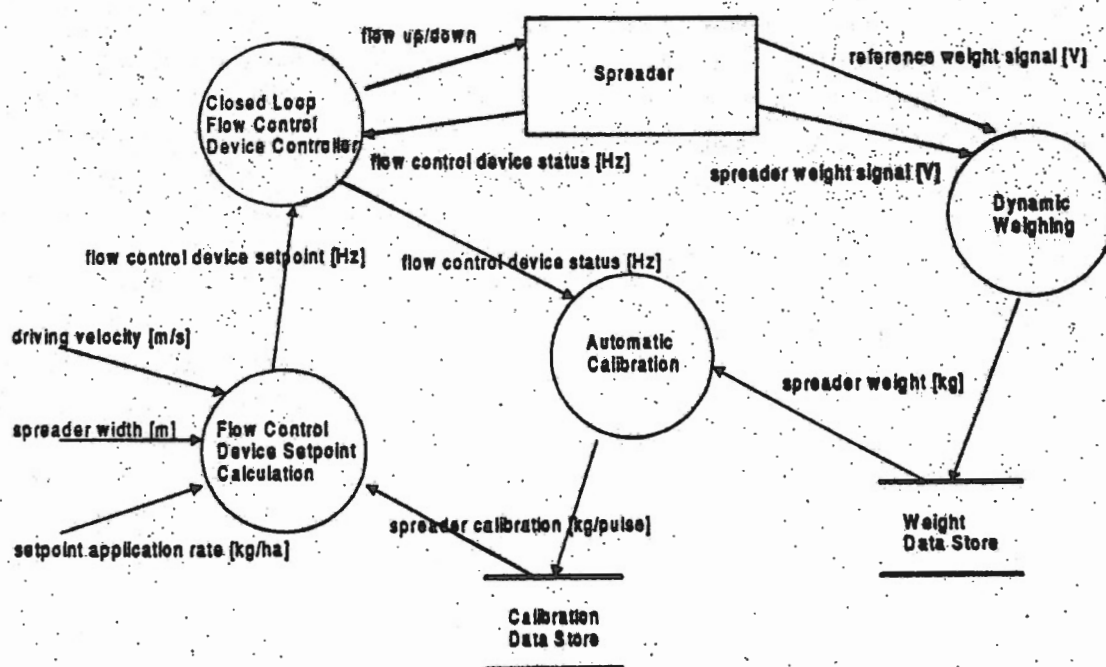 flow up/down
Spreader
reference weight signal [V]
Closed Loop
Flow Control
Device Controller
flow control device status [Hz]
spreader weight signal [V]
Dynamic
Weighing
flow control device setpoint [Hz]
flow control device status [Hz]
driving velocity [m/s]
Automatic
Calibration
spreader weight [kg]
spreader width [m]
Flow Control
Device Setpoint
Calculation
setpoint application rate [kg/ha]
spreader calibration [kg/pulse]
Weight
Data Store
Calibration
Data Store